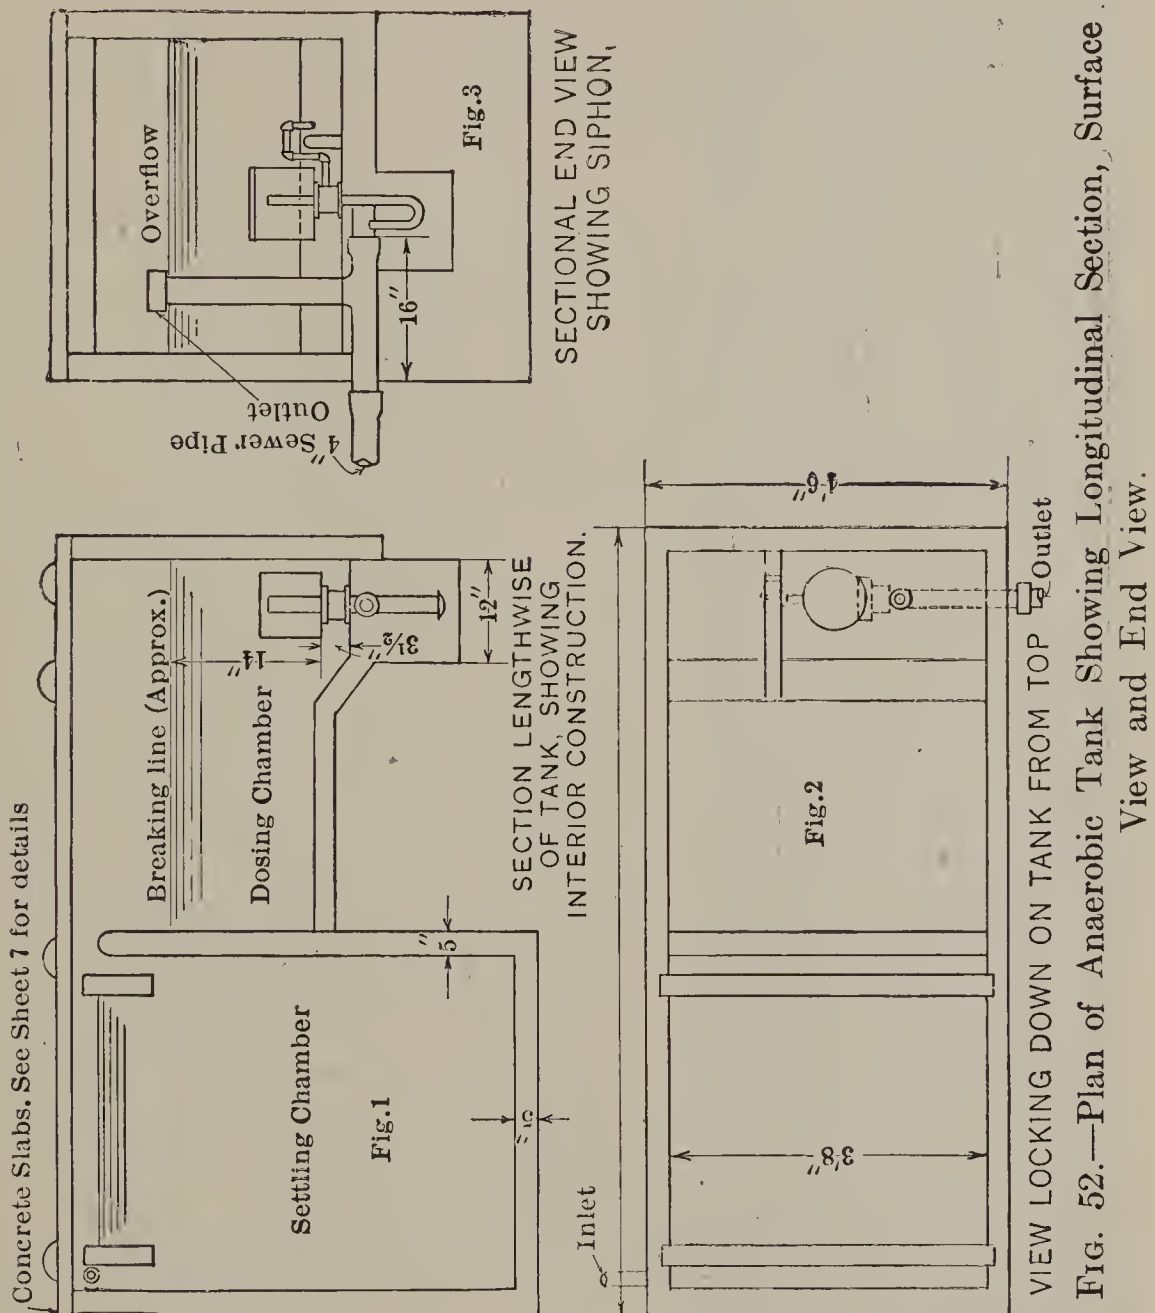 Concrete Slabs. See Sheet 7 for details
Breaking line (Approx.)
Dosing Chamber
14"
3½"
12"
Settling Chamber
Fig.1
5"
5"
SECTION LENGTHWISE
OF TANK, SHOWING
INTERIOR CONSTRUCTION.
Overflow
Outlet
4" Sewer Pipe
16"
Fig.3
SECTIONAL END VIEW
SHOWING SIPHON,
Inlet
3'8"
Fig.2
4'6"
Outlet
VIEW LOCKING DOWN ON TANK FROM TOP
FIG. 52.—Plan of Anaerobic Tank Showing Longitudinal Section, Surface
View and End View.